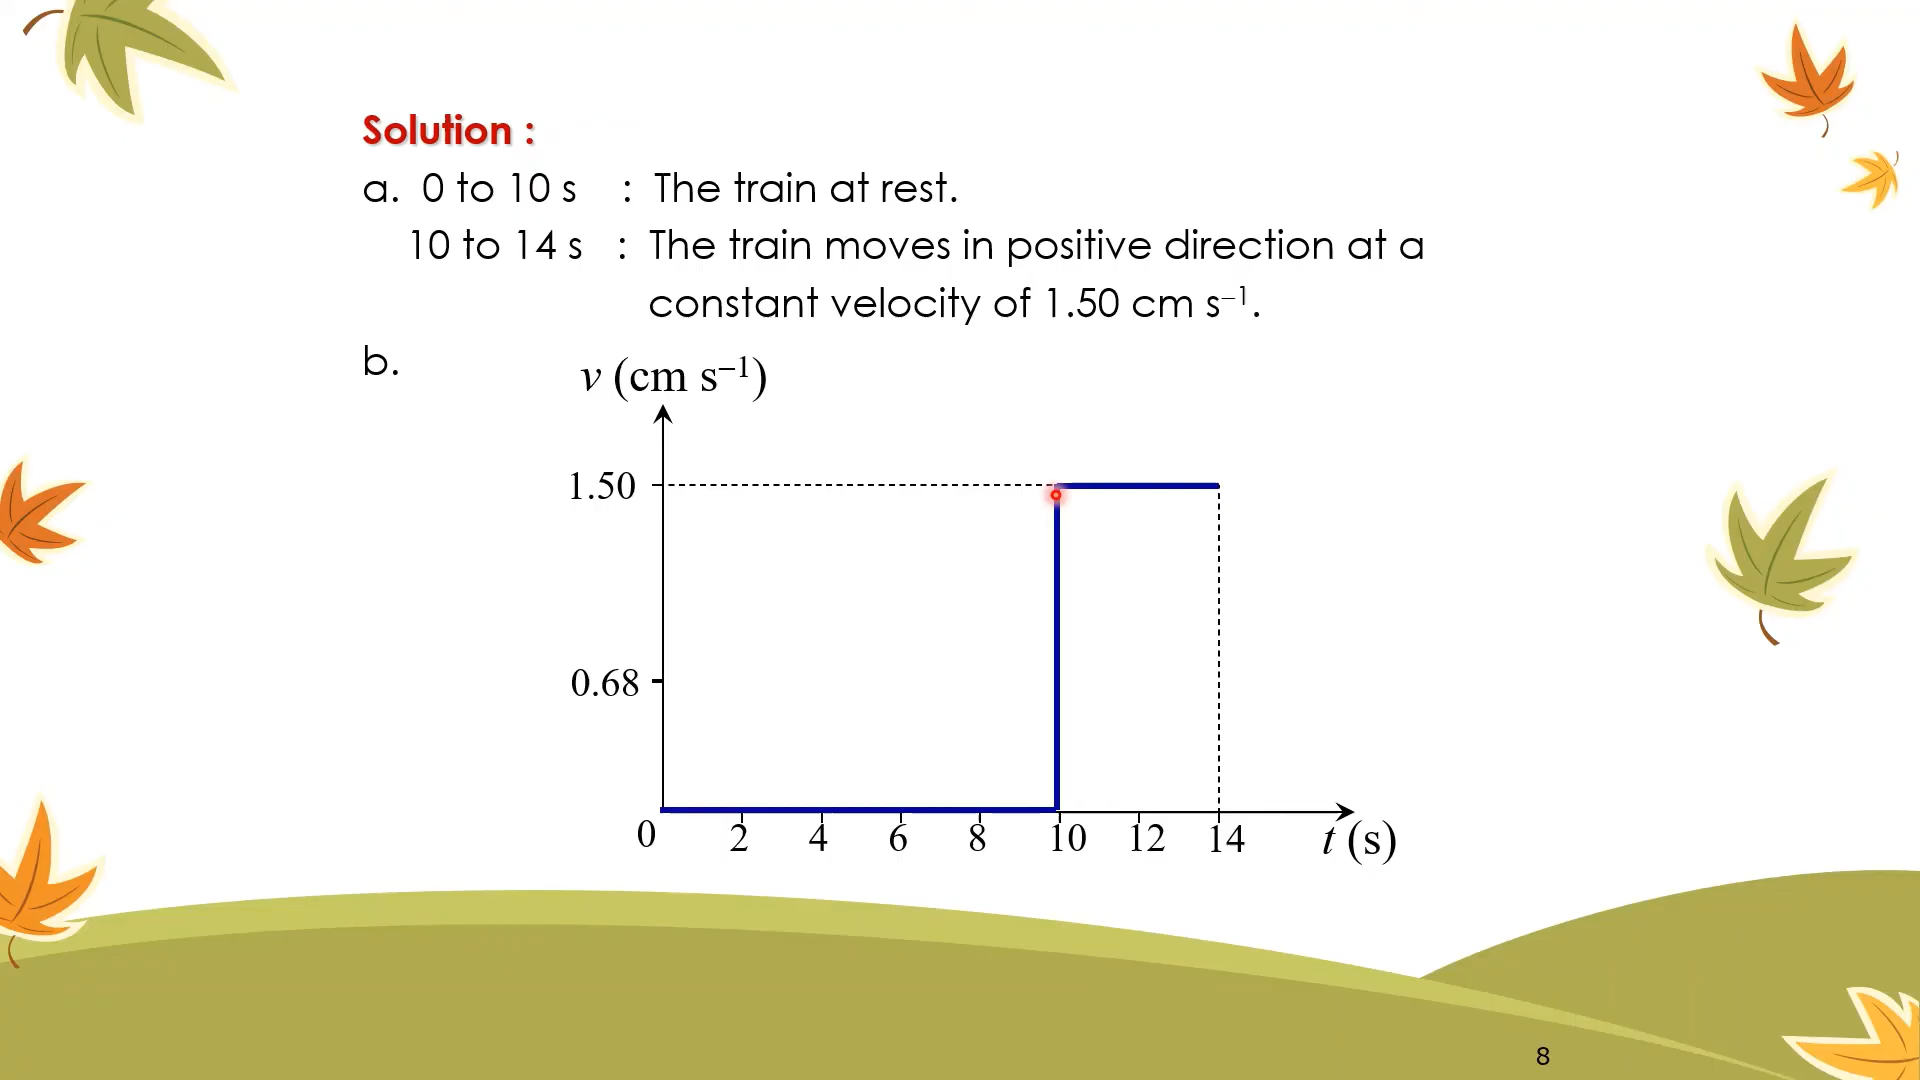 Solution :
a. 0 to 10 s : The train at rest.
10 to 14 s : The train moves in positive direction at a
constant velocity of 1.50 cm s⁻¹.
b.
v (cm s⁻¹)
1.50
0.68
0 2 4 6 8 10 12 14 t (s)
8